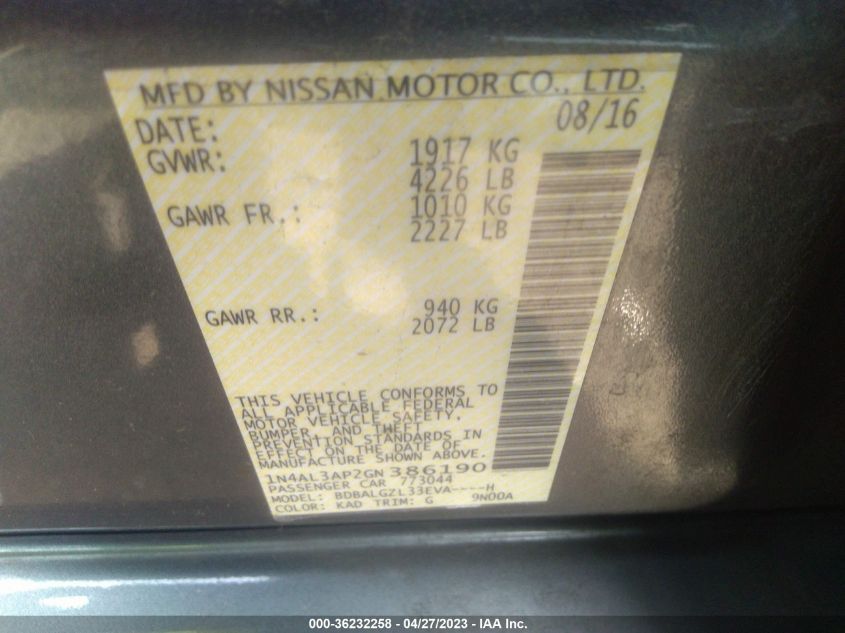 MFD BY NISSAN MOTOR CO., LTD.
DATE: 08/16
GVWR: 1917 KG
4226 LB
GAWR FR.: 1010 KG
2227 LB
GAWR RR.: 940 KG
2072 LB
THIS VEHICLE CONFORMS TO
ALL APPLICABLE FEDERAL
MOTOR VEHICLE SAFETY,
BUMPER, AND THEFT
PREVENTION STANDARDS IN
EFFECT ON THE DATE OF
MANUFACTURE SHOWN ABOVE.
1N4AL3AP2GN386190
PASSENGER CAR 773044
MODEL: BDBALGZL33EVA----H
COLOR: KAD TRIM: G 9N00A
000-36232258 - 04/27/2023 - IAA Inc.